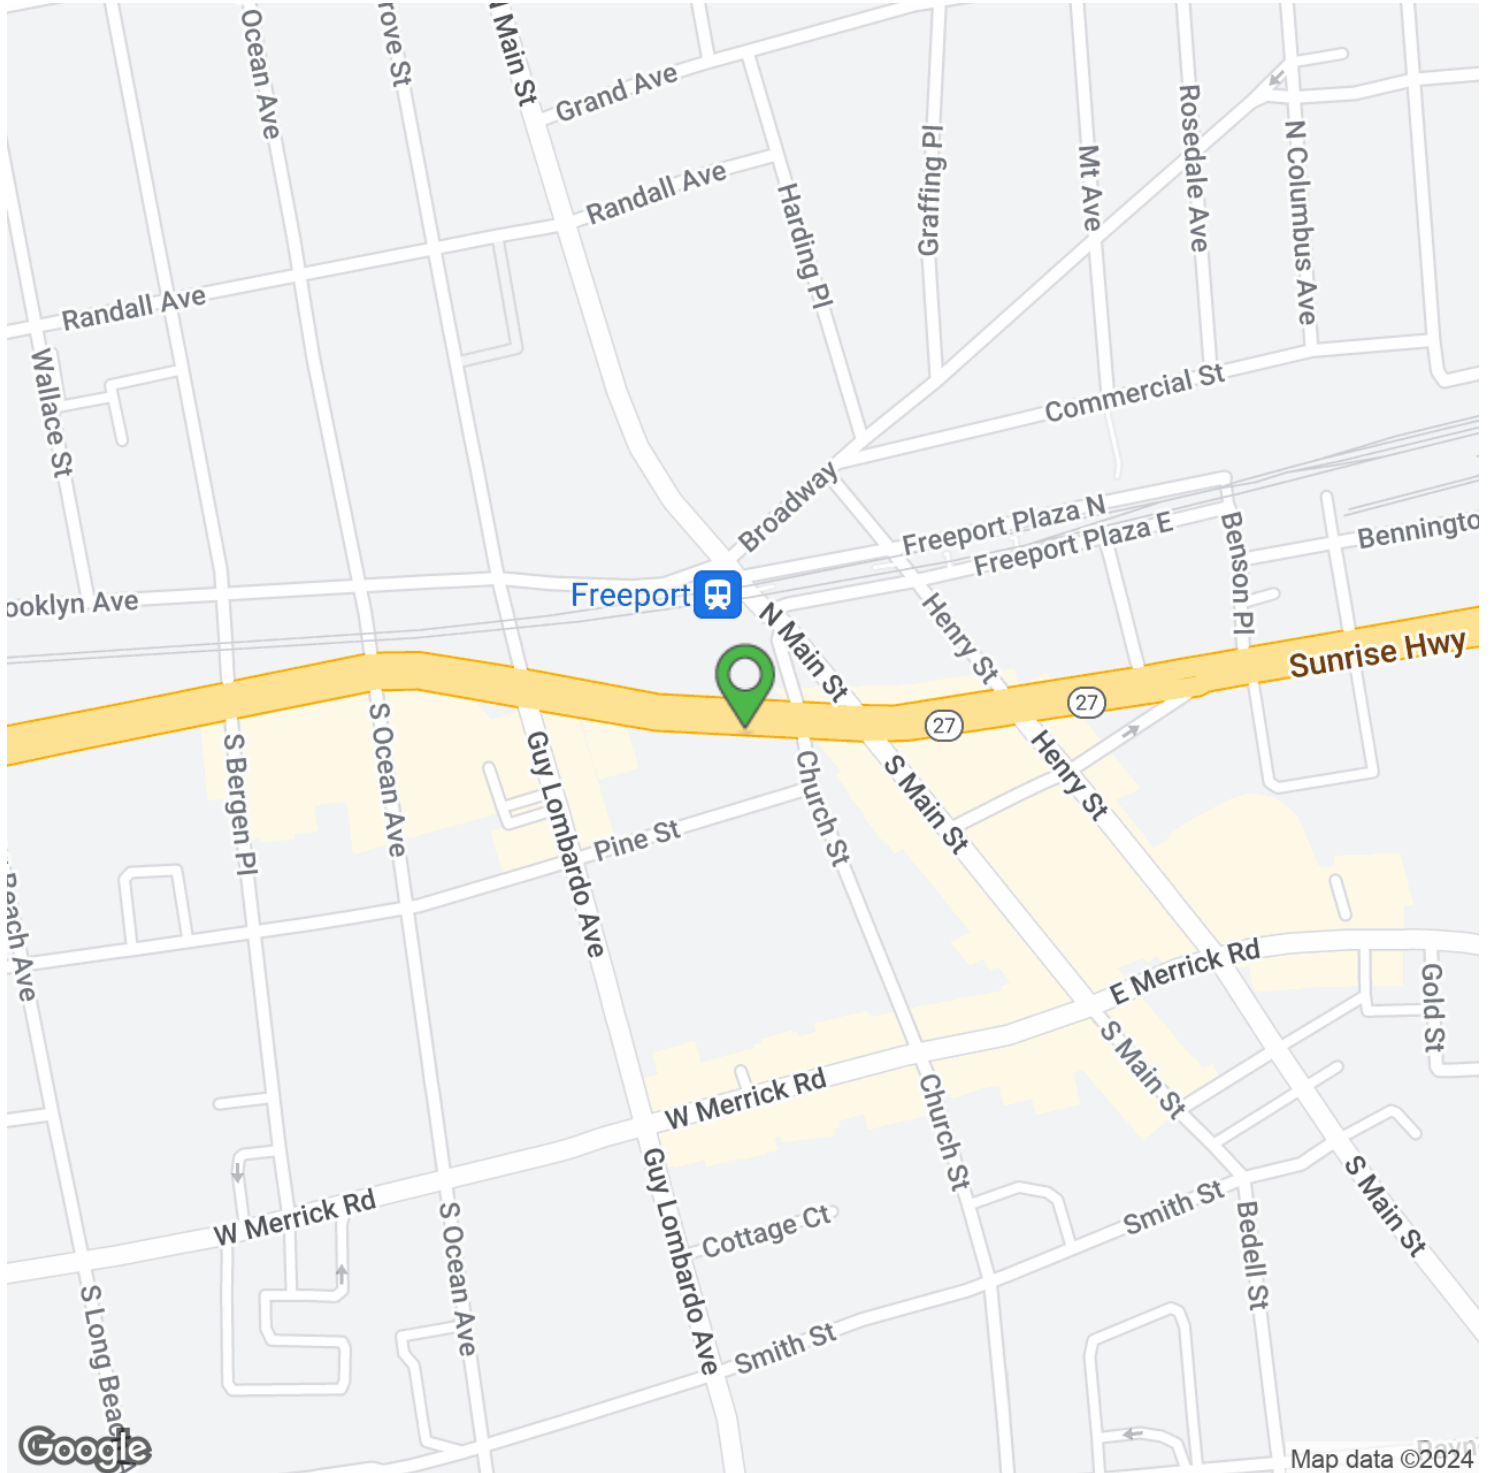 Ocean Ave
rove St
N Main St
Grand Ave
Randall Ave
Harding Pl
Graffing Pl
Mt Ave
Rosedale Ave
N Columbus Ave
Randall Ave
Wallace St
Commercial St
Broadway
Freeport Plaza N
Freeport Plaza E
Benson Pl
Benningto
ooklyn Ave
Freeport
N Main St
Henry St
Sunrise Hwy
27
27
S Bergen Pl
S Ocean Ave
Guy Lombardo Ave
Pine St
Church St
S Main St
Henry St
Beach Ave
E Merrick Rd
Gold St
W Merrick Rd
S Main St
Church St
W Merrick Rd
S Ocean Ave
Guy Lombardo Ave
Cottage Ct
Smith St
Bedell St
S Main St
S Long Beac
Smith St
Google
Map data ©2024